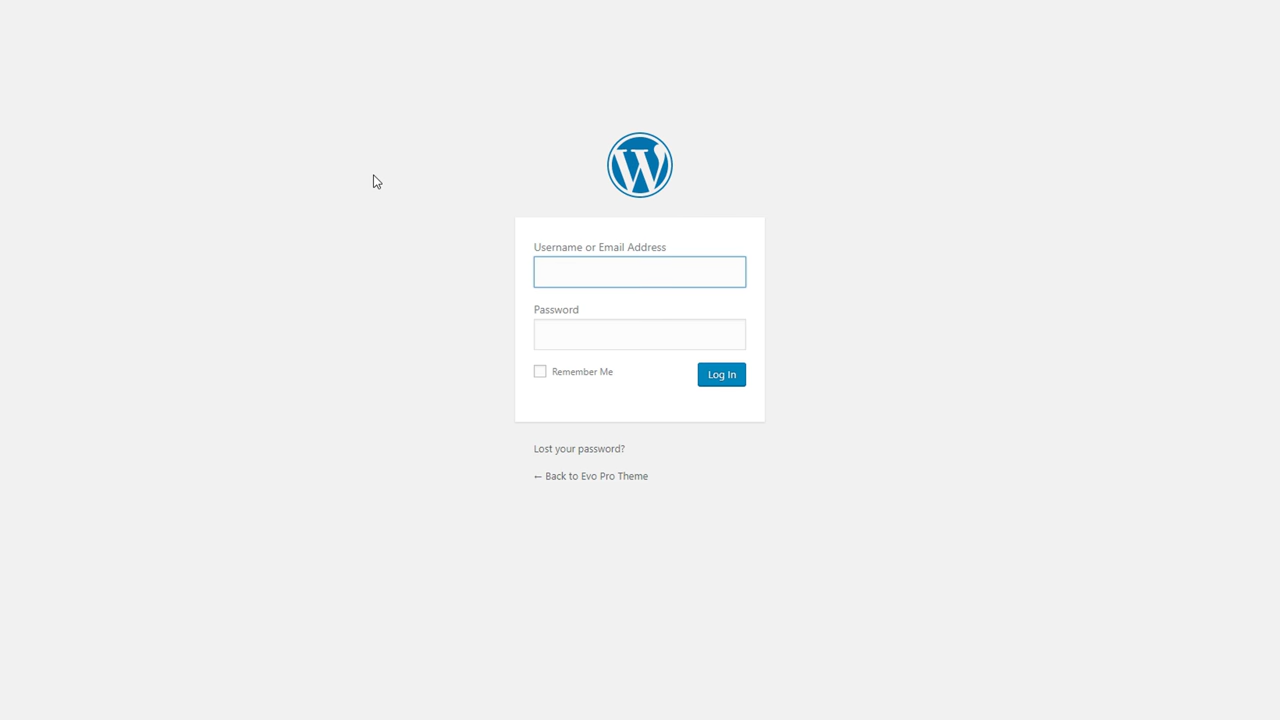 Username or Email Address
Password
Remember Me
Log In
Lost your password?
← Back to Evo Pro Theme